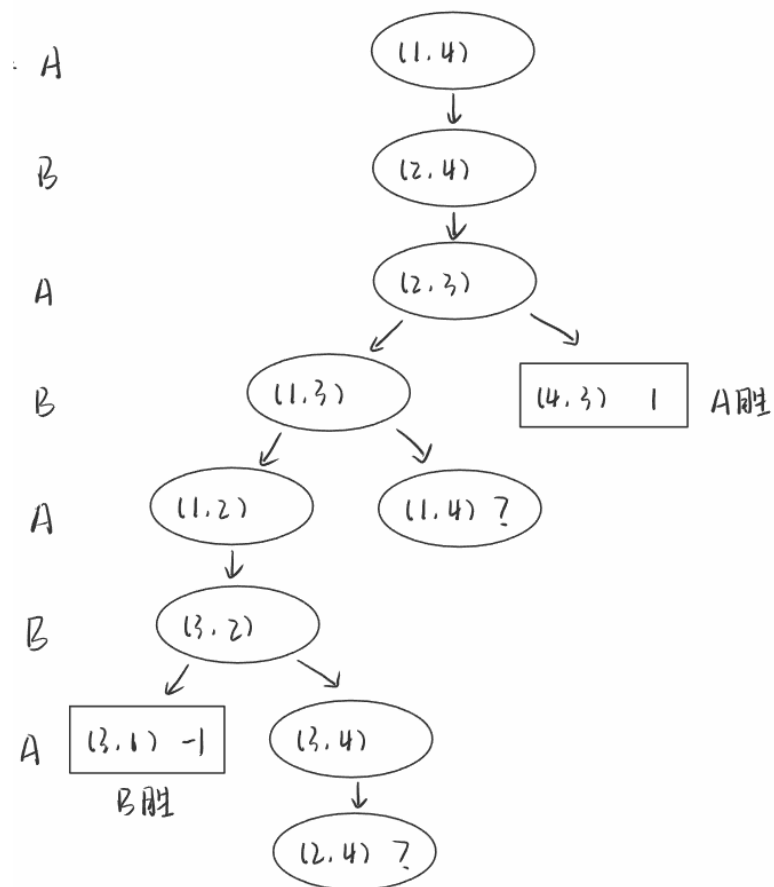 A (1,4)
B (2,4)
A (2,3)
B (1,3) (4,3) 1 A胜
A (1,2) (1,4) ?
B (3,2)
A (3,1) -1 (3,4)
B胜
(2,4) ?